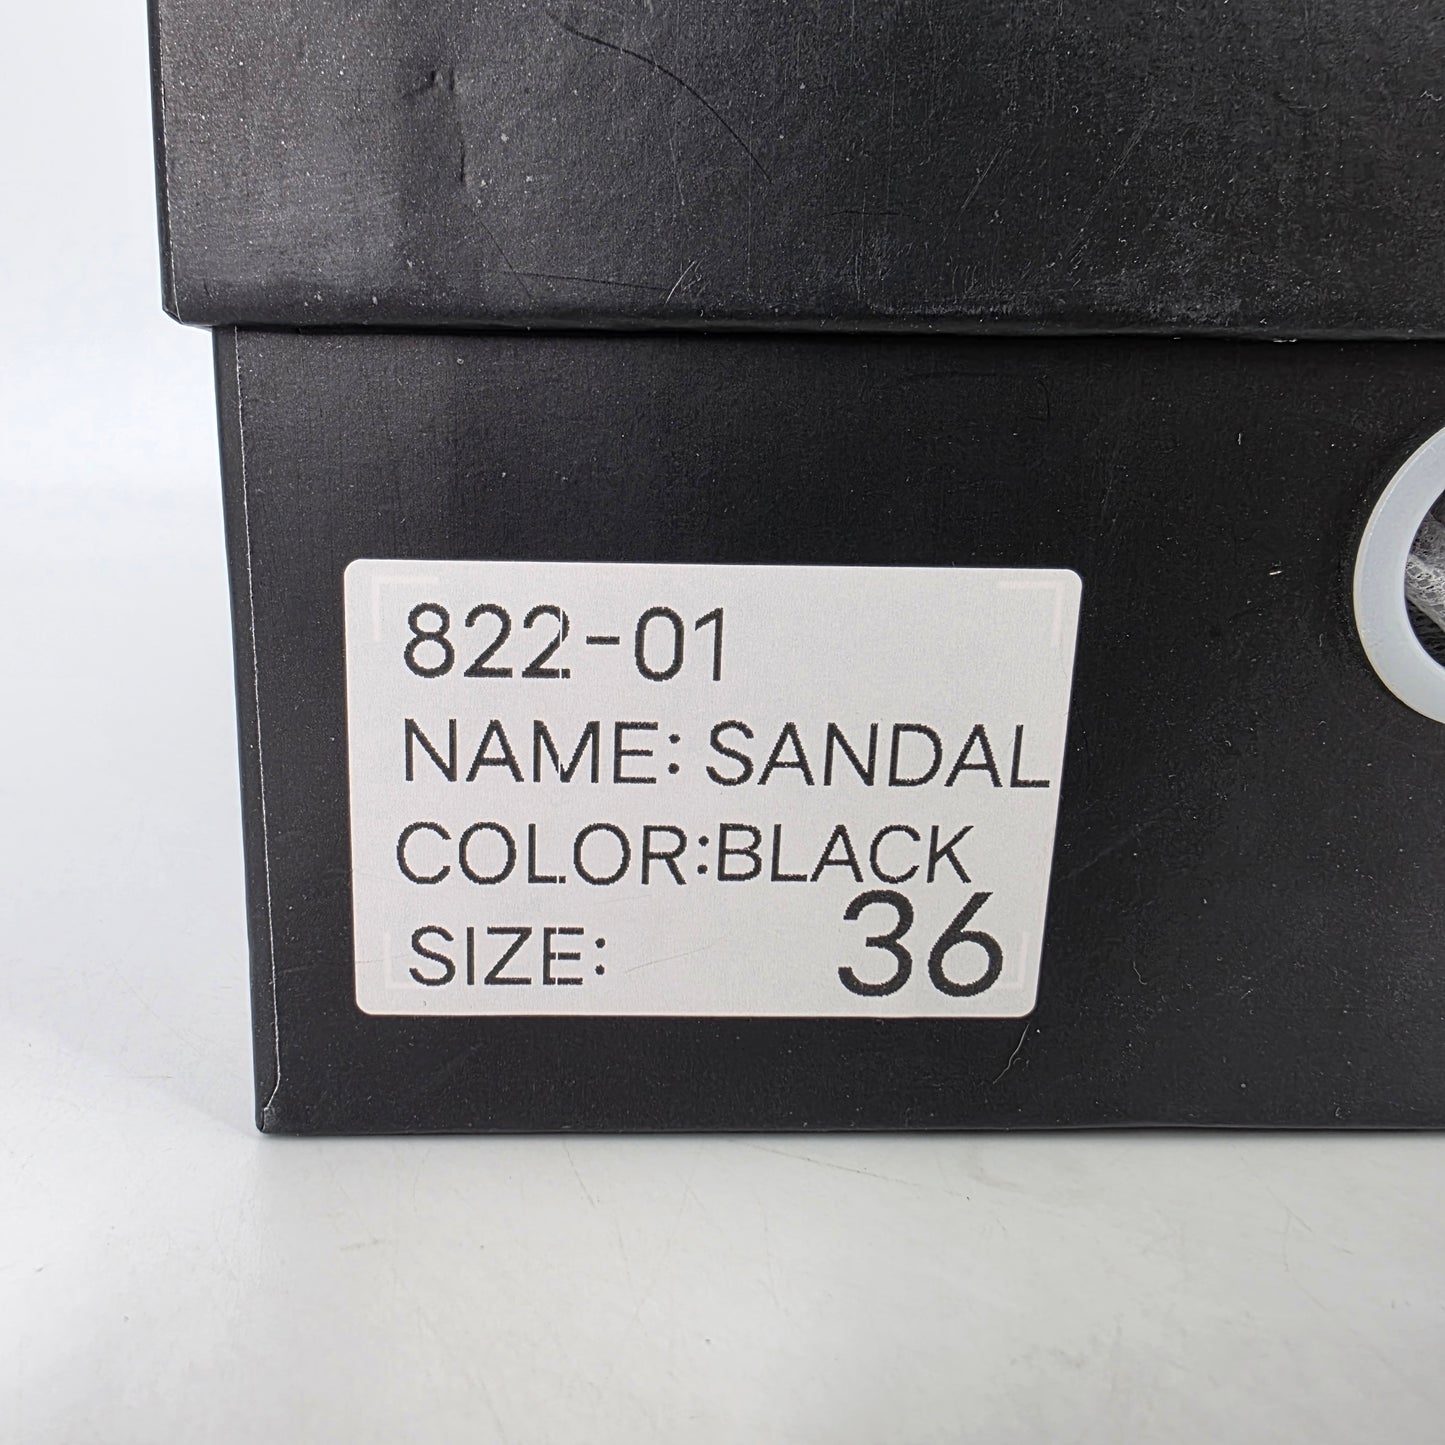 822-01
NAME: SANDAL
COLOR:BLACK
SIZE: 36